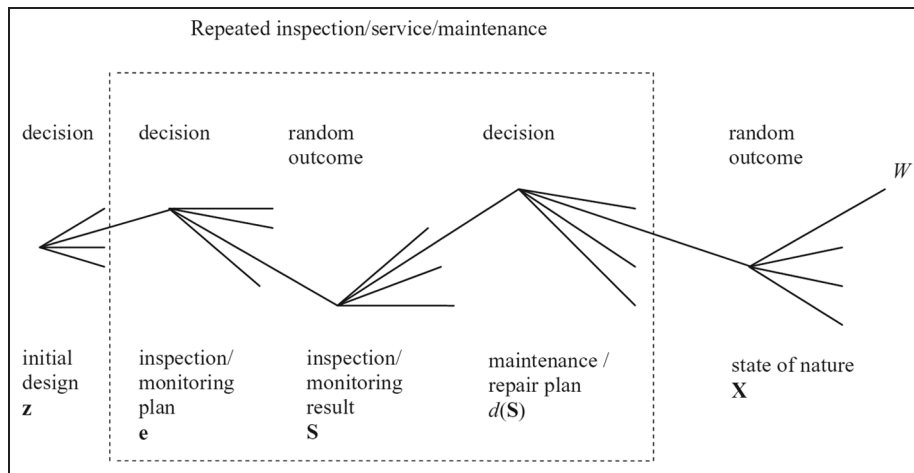 Repeated inspection/service/maintenance
decision
decision
random
outcome
decision
random
outcome
W
initial
design
z
inspection/
monitoring
plan
e
inspection/
monitoring
result
S
maintenance /
repair plan
d(S)
state of nature
X